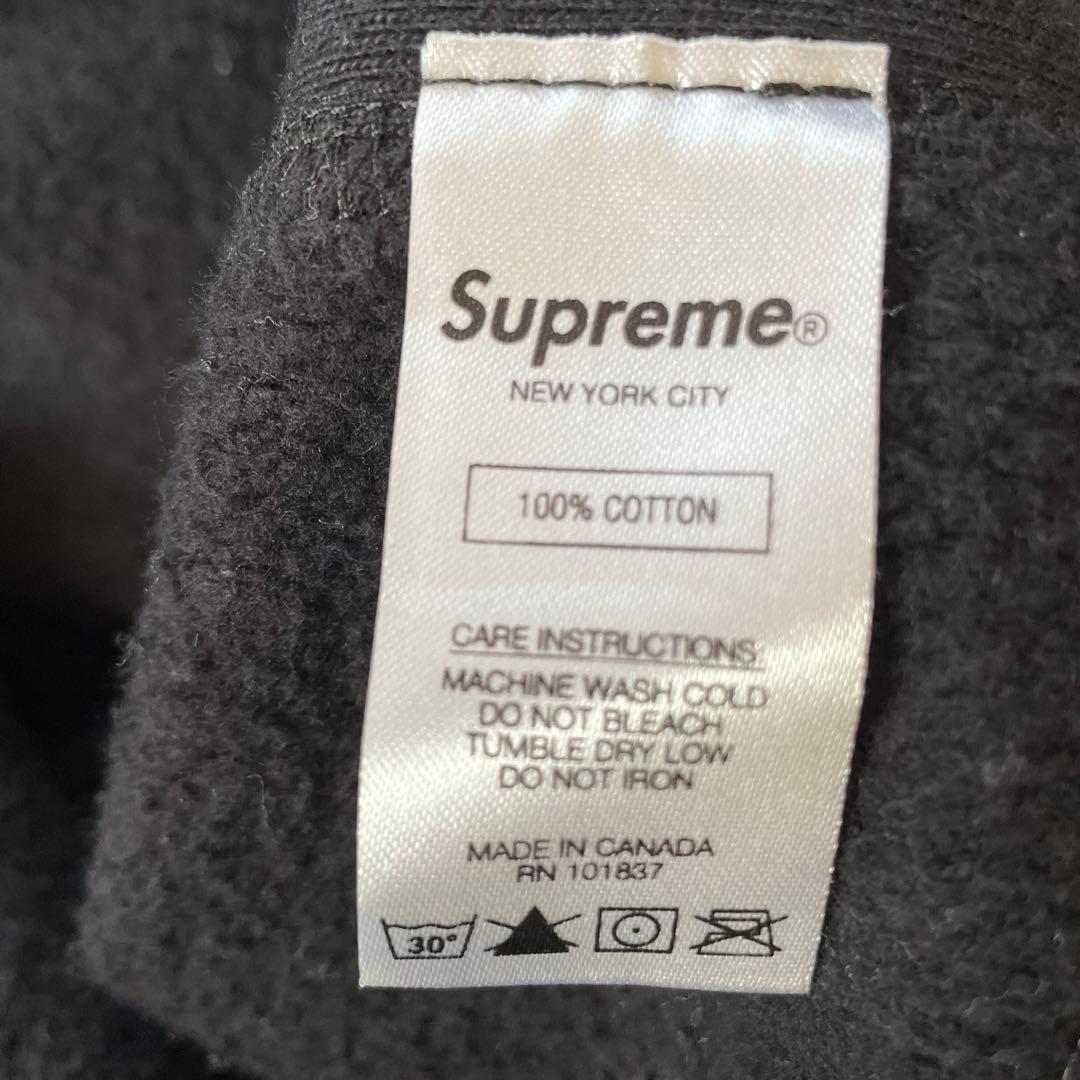 Supreme®
NEW YORK CITY
100% COTTON
CARE INSTRUCTIONS
MACHINE WASH COLD
DO NOT BLEACH
TUMBLE DRY LOW
DO NOT IRON
MADE IN CANADA
RN 101837
30°